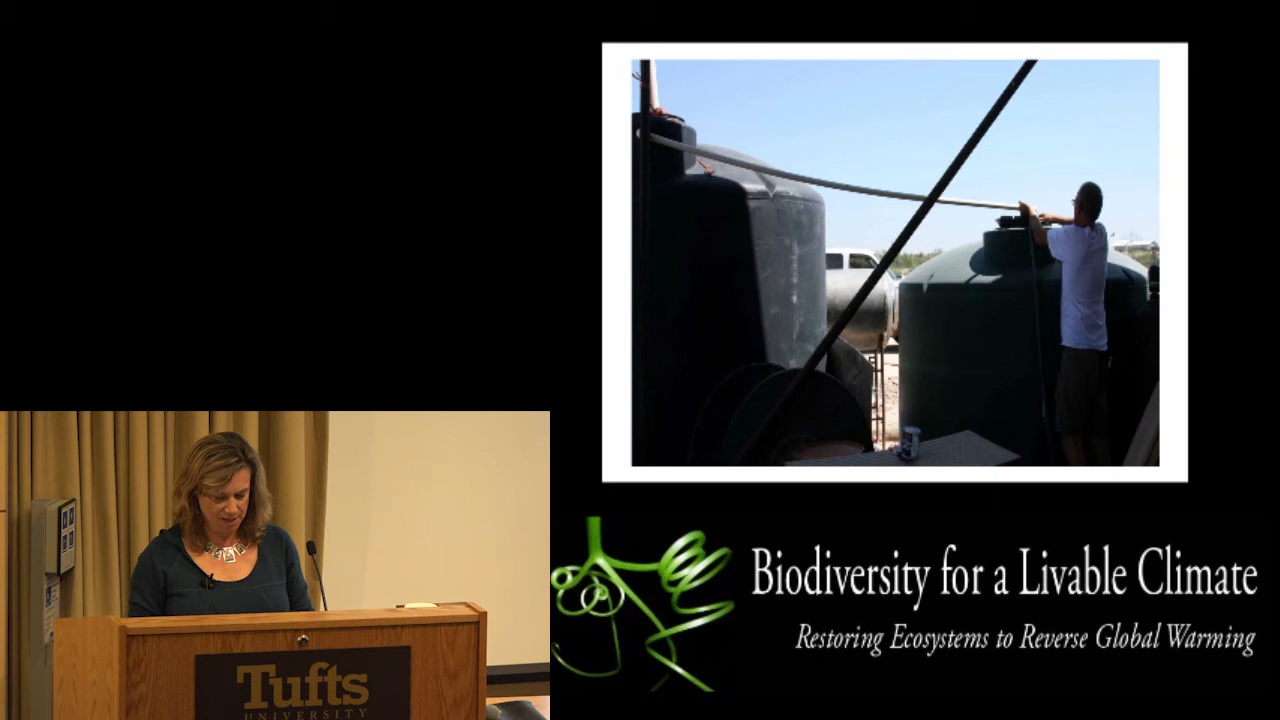 Biodiversity for a Livable Climate
Restoring Ecosystems to Reverse Global Warming
Tufts
UNIVERSITY